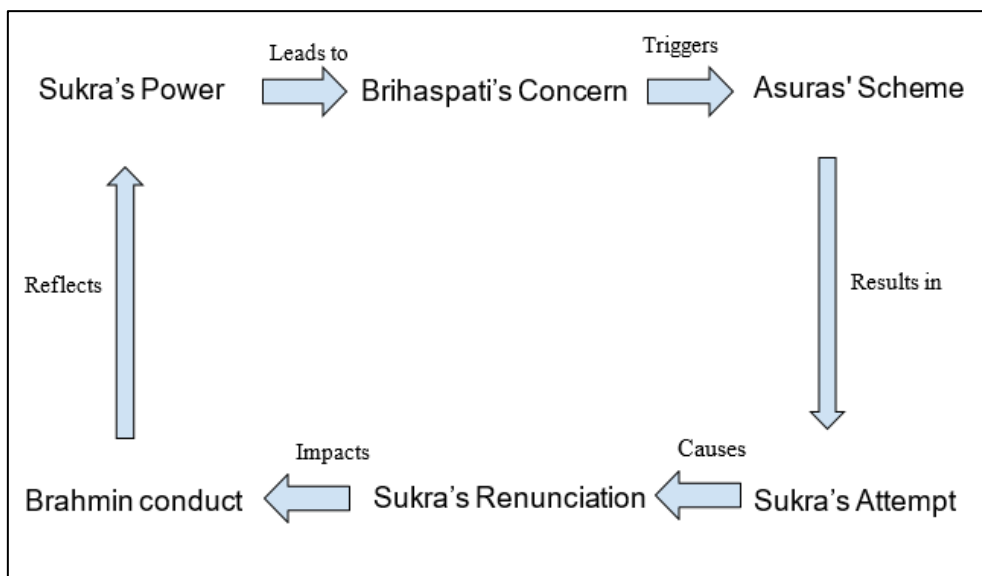 Leads to
Triggers
Sukra’s Power
Brihaspati’s Concern
Asuras' Scheme
Reflects
Results in
Impacts
Causes
Brahmin conduct
Sukra’s Renunciation
Sukra’s Attempt